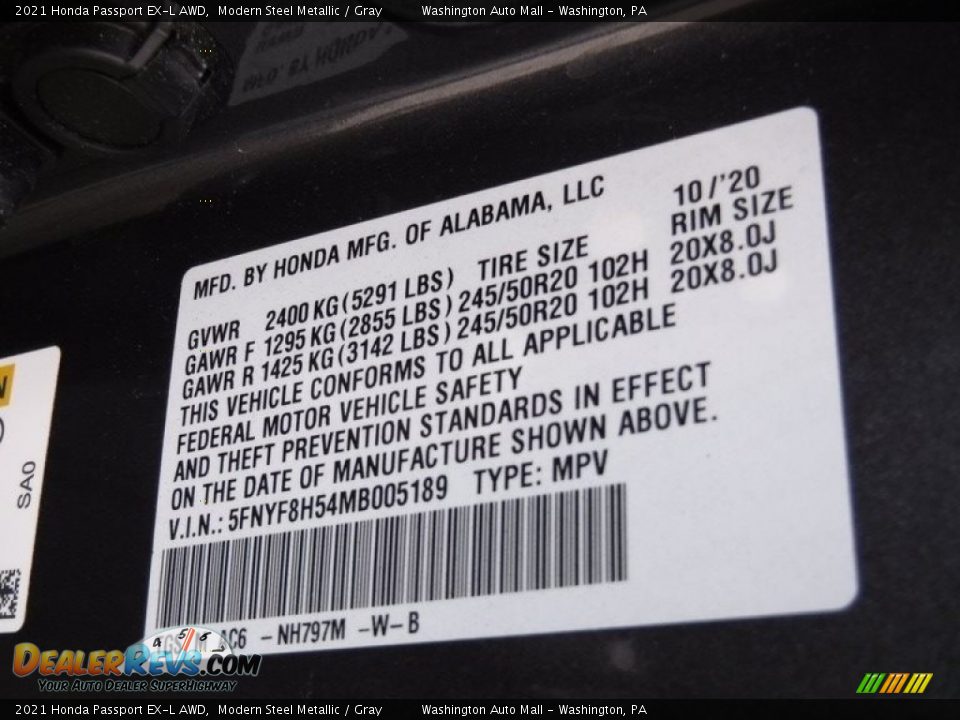 2021 Honda Passport EX-L AWD, Modern Steel Metallic / Gray Washington Auto Mall - Washington, PA
MFD. BY HONDA MFG. OF ALABAMA, LLC 10/'20
GVWR 2400 KG (5291 LBS) TIRE SIZE RIM SIZE
GAWR F 1295 KG (2855 LBS) 245/50R20 102H 20X8.0J
GAWR R 1425 KG (3142 LBS) 245/50R20 102H 20X8.0J
THIS VEHICLE CONFORMS TO ALL APPLICABLE
FEDERAL MOTOR VEHICLE SAFETY
AND THEFT PREVENTION STANDARDS IN EFFECT
ON THE DATE OF MANUFACTURE SHOWN ABOVE.
V.I.N.: 5FNYF8H54MB005189 TYPE: MPV
AC6 -NH797M -W-B
SA0
DEALERREVS.COM
YOUR AUTO DEALER SUPERHIGHWAY
2021 Honda Passport EX-L AWD, Modern Steel Metallic / Gray Washington Auto Mall - Washington, PA